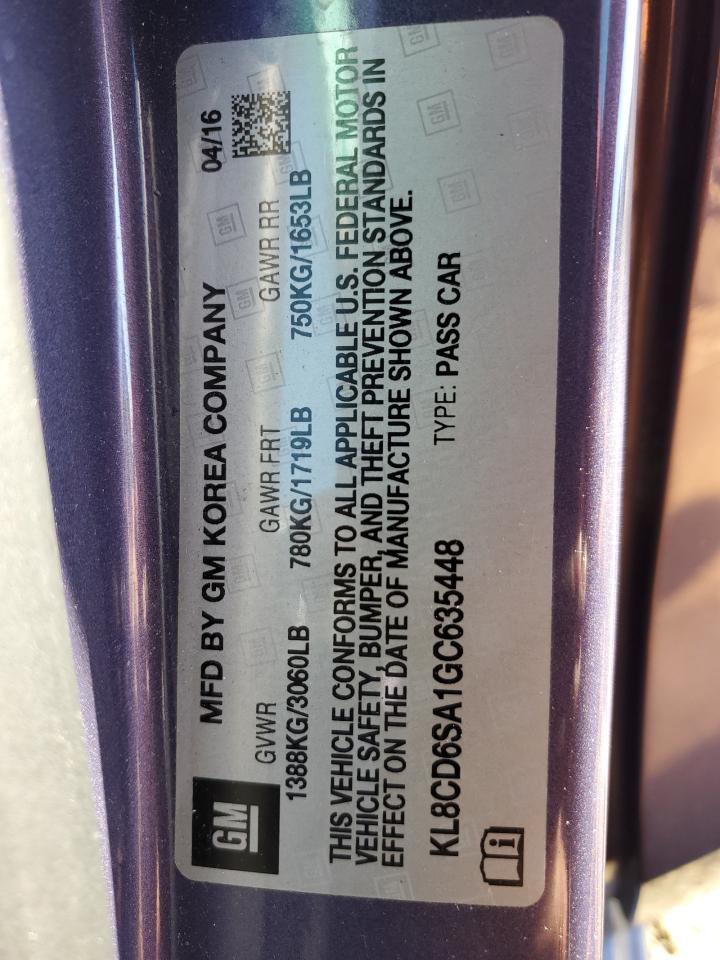 GM
MFD BY GM KOREA COMPANY 04/16
GVWR GAWR FRT GAWR RR
1388KG/3060LB 780KG/1719LB 750KG/1653LB
THIS VEHICLE CONFORMS TO ALL APPLICABLE U.S. FEDERAL MOTOR
VEHICLE SAFETY, BUMPER, AND THEFT PREVENTION STANDARDS IN
EFFECT ON THE DATE OF MANUFACTURE SHOWN ABOVE.
KL8CD6SA1GC635448 TYPE: PASS CAR